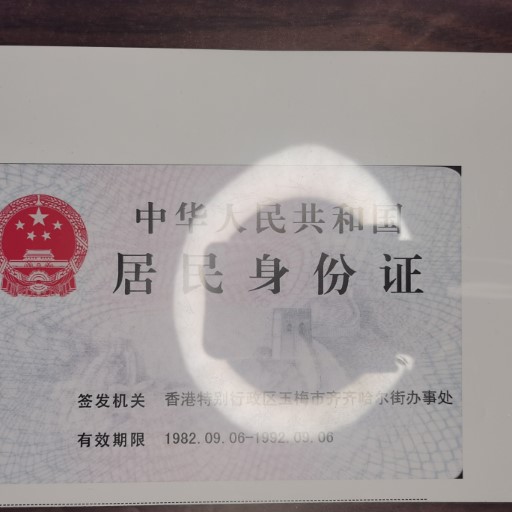 中华人民共和国
居民身份证
签发机关 香港特别行政区玉梅市齐齐哈尔街办事处
有效期限 1982.09.06-1992.09.06